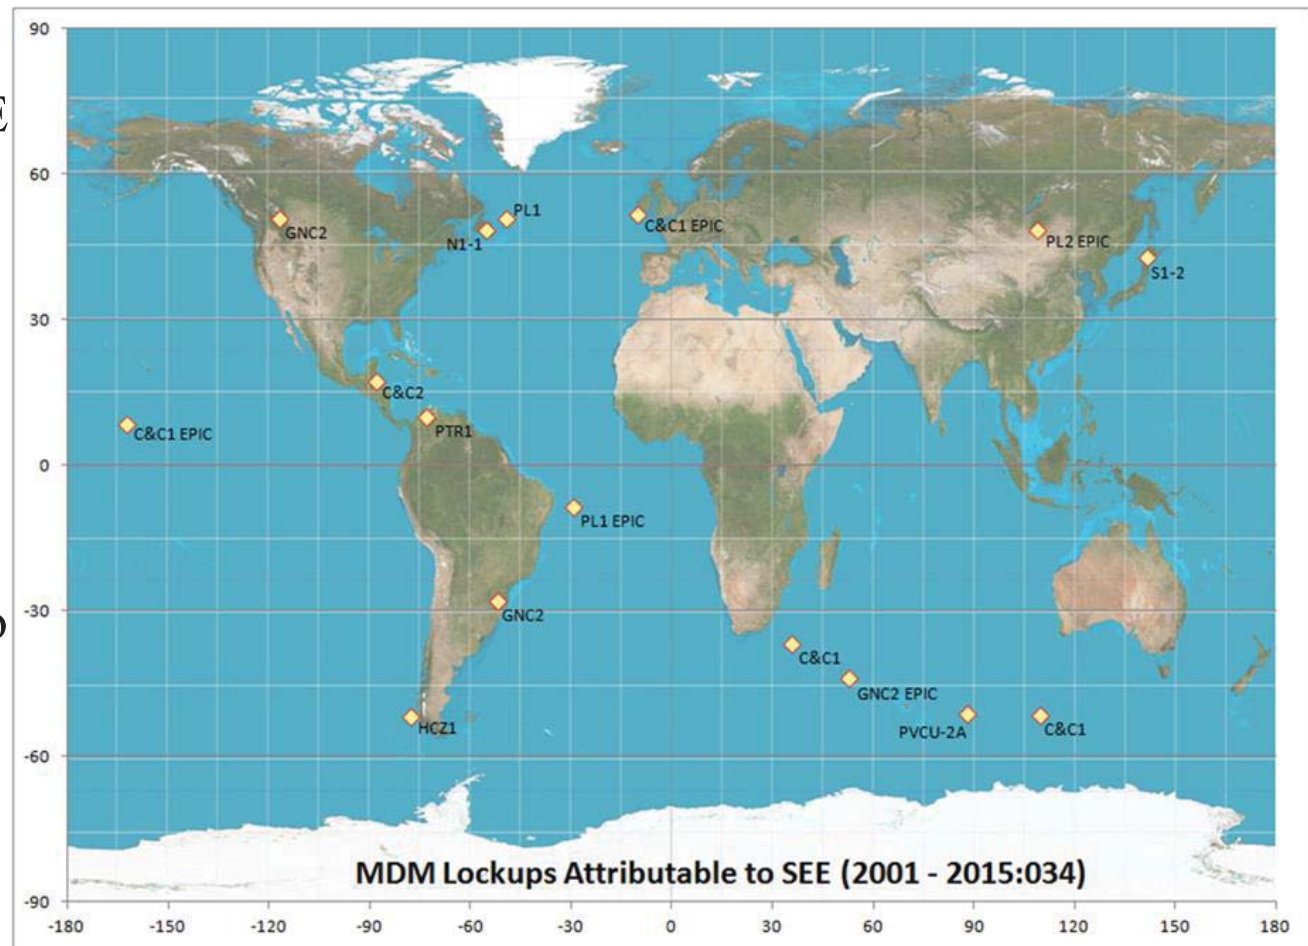 90
E
60
PL1
GNC2
N1-1
C&C1 EPIC
PL2 EPIC
S1-2
30
C&C2
C&C1 EPIC
PTR1
0
PL1 EPIC
-30
GNC2
C&C1
GNC2 EPIC
HCZ1
PVCU-2A
C&C1
-60
MDM Lockups Attributable to SEE (2001 - 2015:034)
-90
-180 -150 -120 -90 -60 -30 0 30 60 90 120 150 180